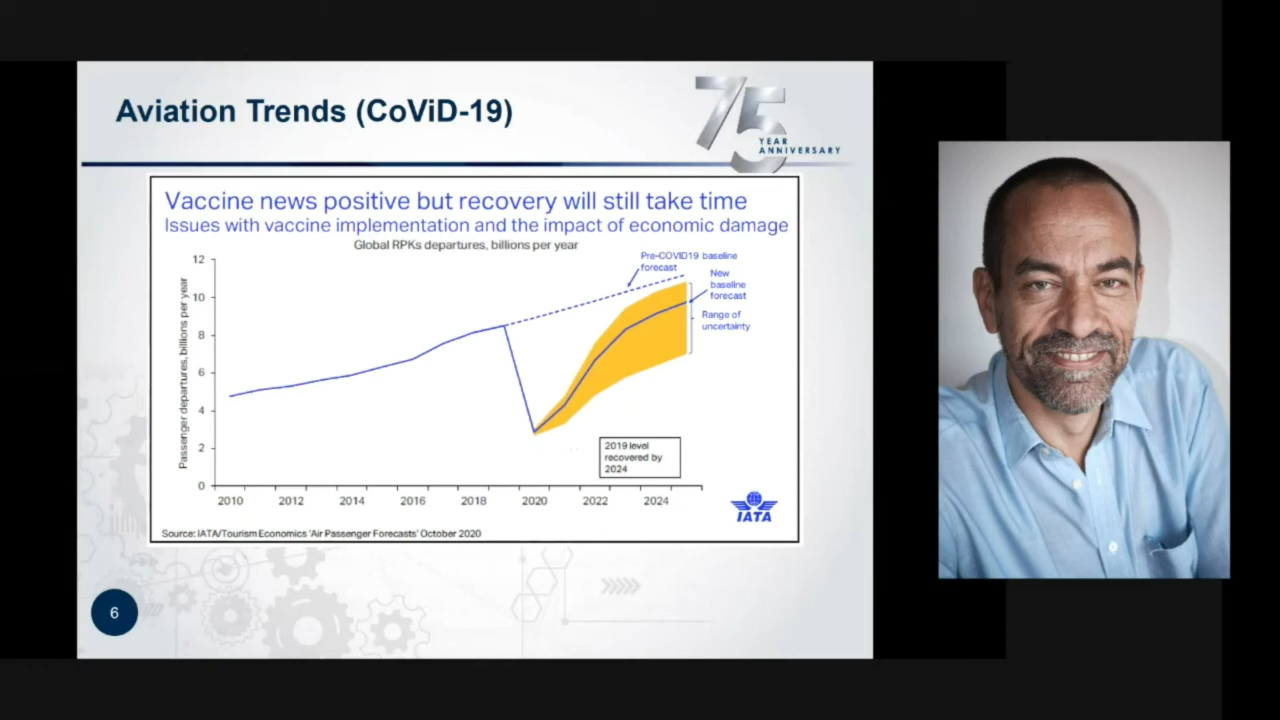 Aviation Trends (CoViD-19)
75
YEAR
ANNIVERSARY
Vaccine news positive but recovery will still take time
Issues with vaccine implementation and the impact of economic damage
Global RPKs departures, billions per year
Passenger departures, billions per year
12
10
8
6
4
2
0
2010 2012 2014 2016 2018 2020 2022 2024
Pre-COVID19 baseline
forecast
New
baseline
forecast
Range of
uncertainty
2019 level
recovered by
2024
IATA
Source: IATA/Tourism Economics 'Air Passenger Forecasts' October 2020
6